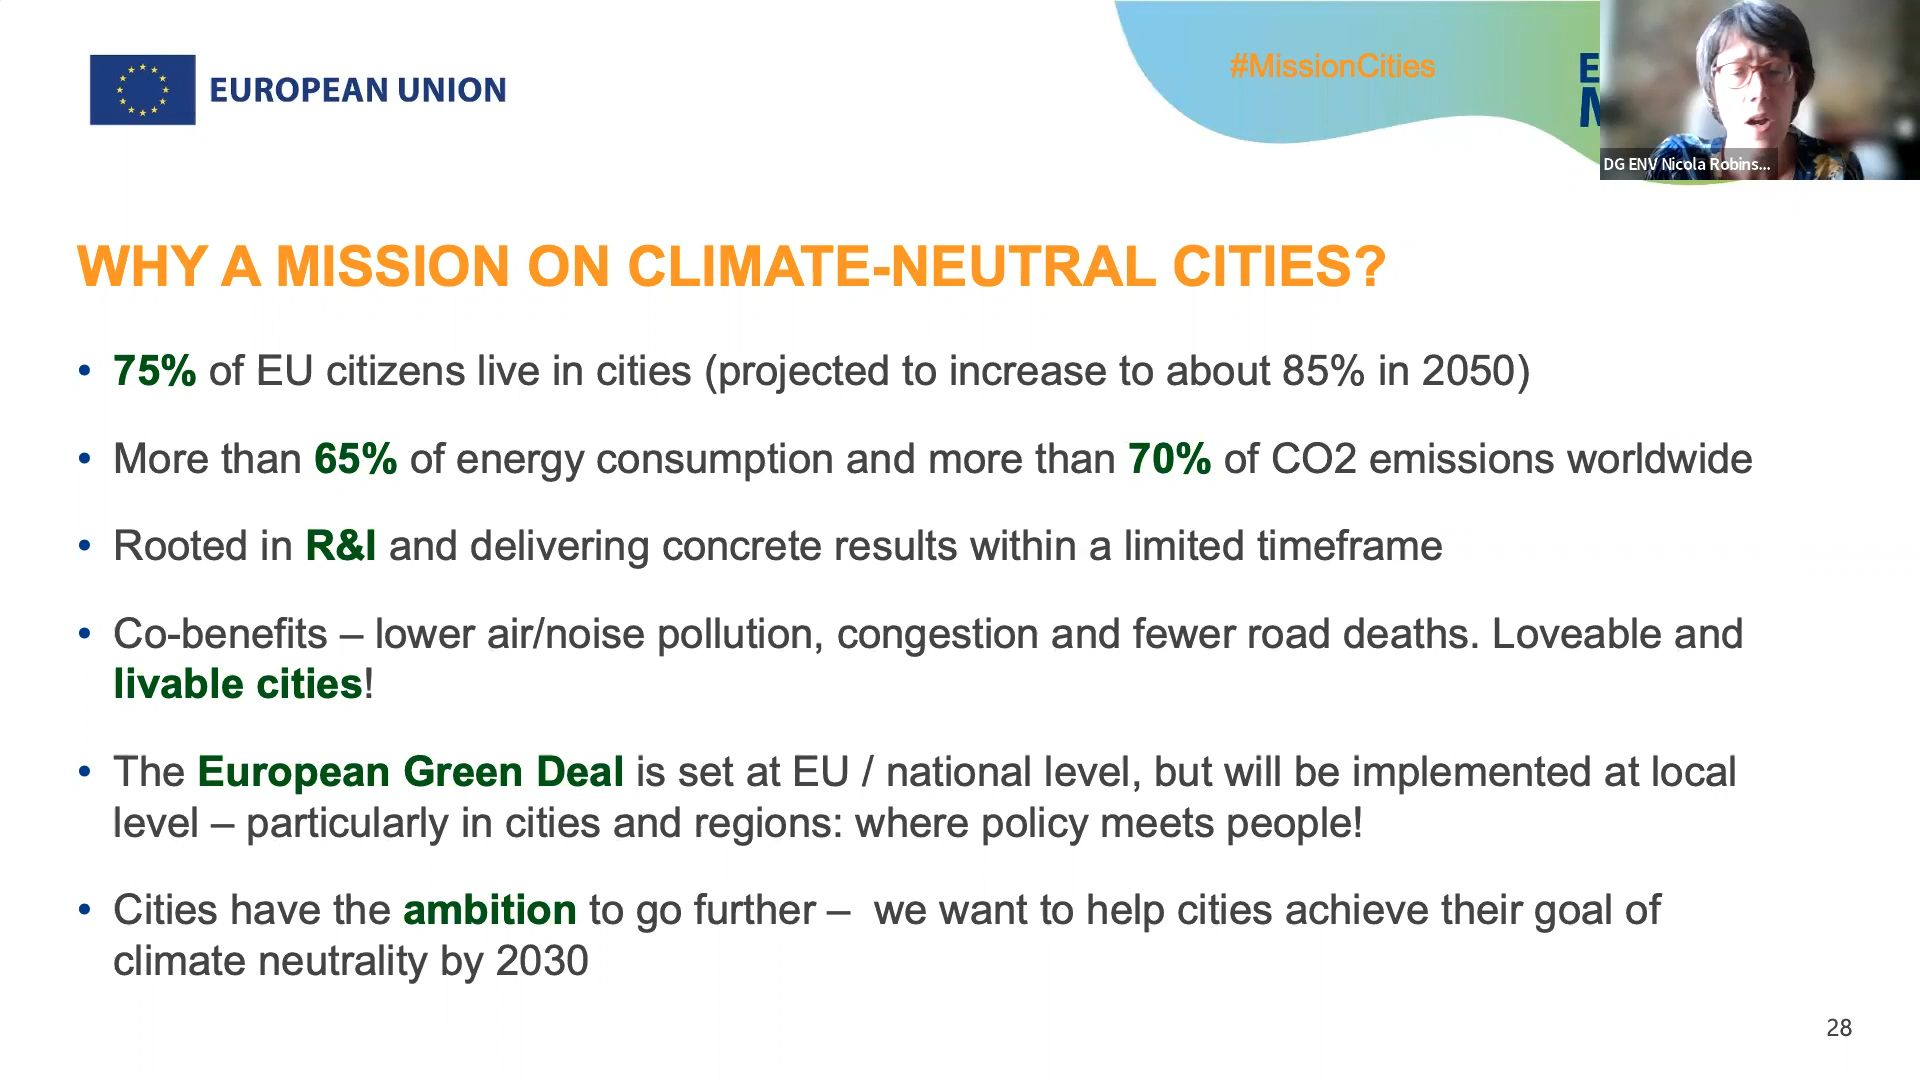 EUROPEAN UNION
#MissionCities
E
M
DG ENV Nicola Robins...
WHY A MISSION ON CLIMATE-NEUTRAL CITIES?
• 75% of EU citizens live in cities (projected to increase to about 85% in 2050)
• More than 65% of energy consumption and more than 70% of CO2 emissions worldwide
• Rooted in R&I and delivering concrete results within a limited timeframe
• Co-benefits – lower air/noise pollution, congestion and fewer road deaths. Loveable and
livable cities!
• The European Green Deal is set at EU / national level, but will be implemented at local
level – particularly in cities and regions: where policy meets people!
• Cities have the ambition to go further –  we want to help cities achieve their goal of
climate neutrality by 2030
28